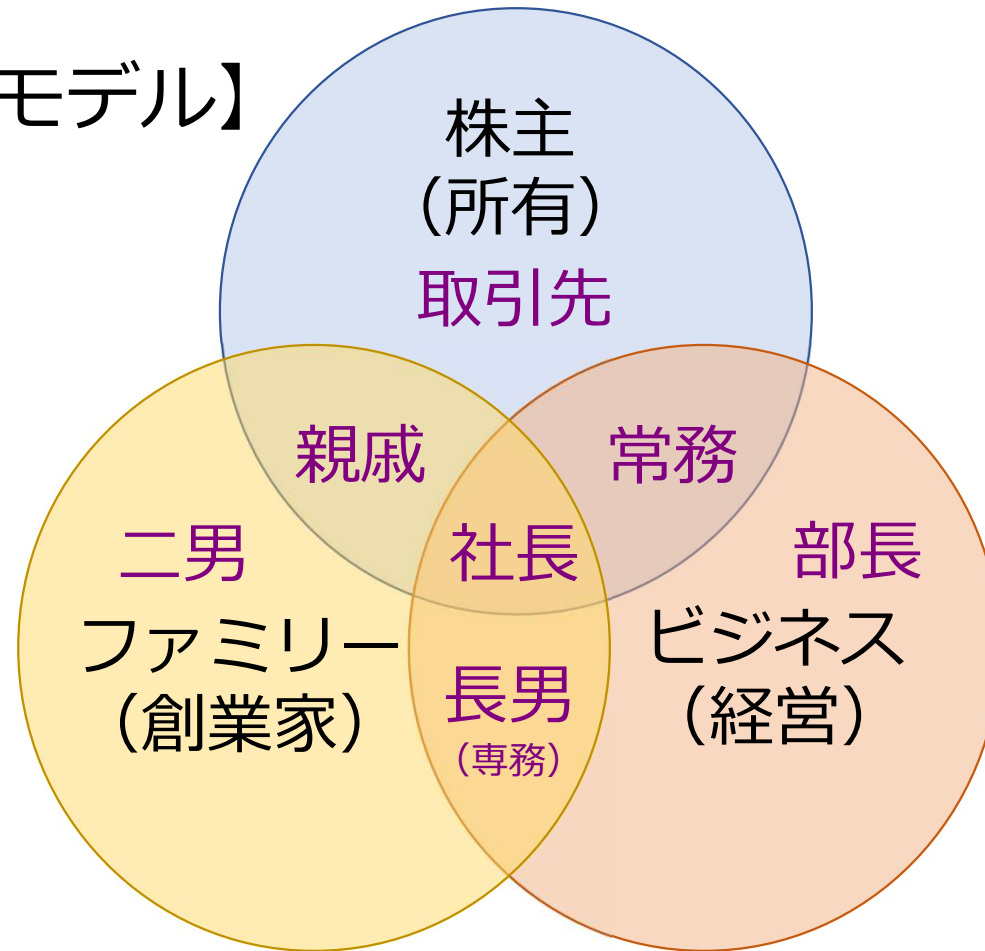 モデル】
株主
（所有）
取引先
親戚
常務
二男
社長
部長
ファミリー
（創業家）
ビジネス
（経営）
長男
（専務）